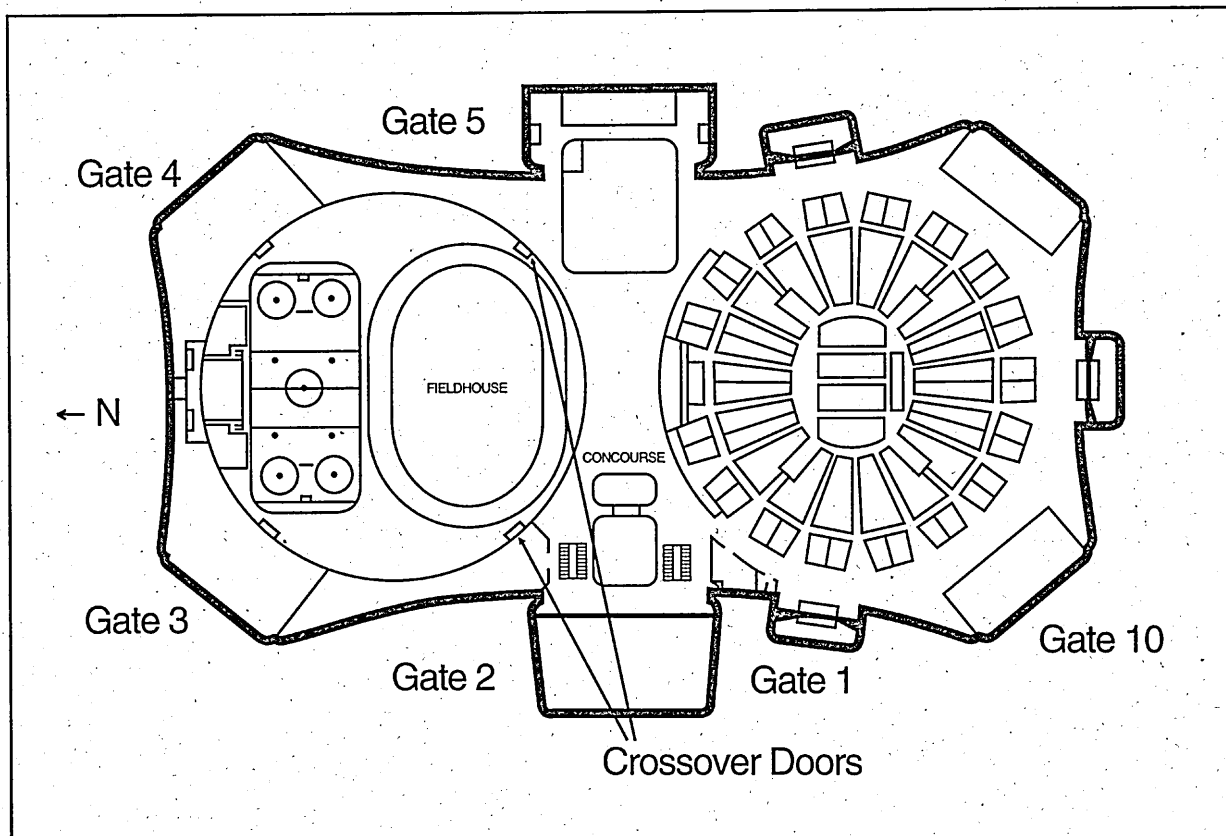 Gate 5
Gate 4
FIELDHOUSE
← N
CONCOURSE
Gate 3
Gate 10
Gate 2
Gate 1
Crossover Doors